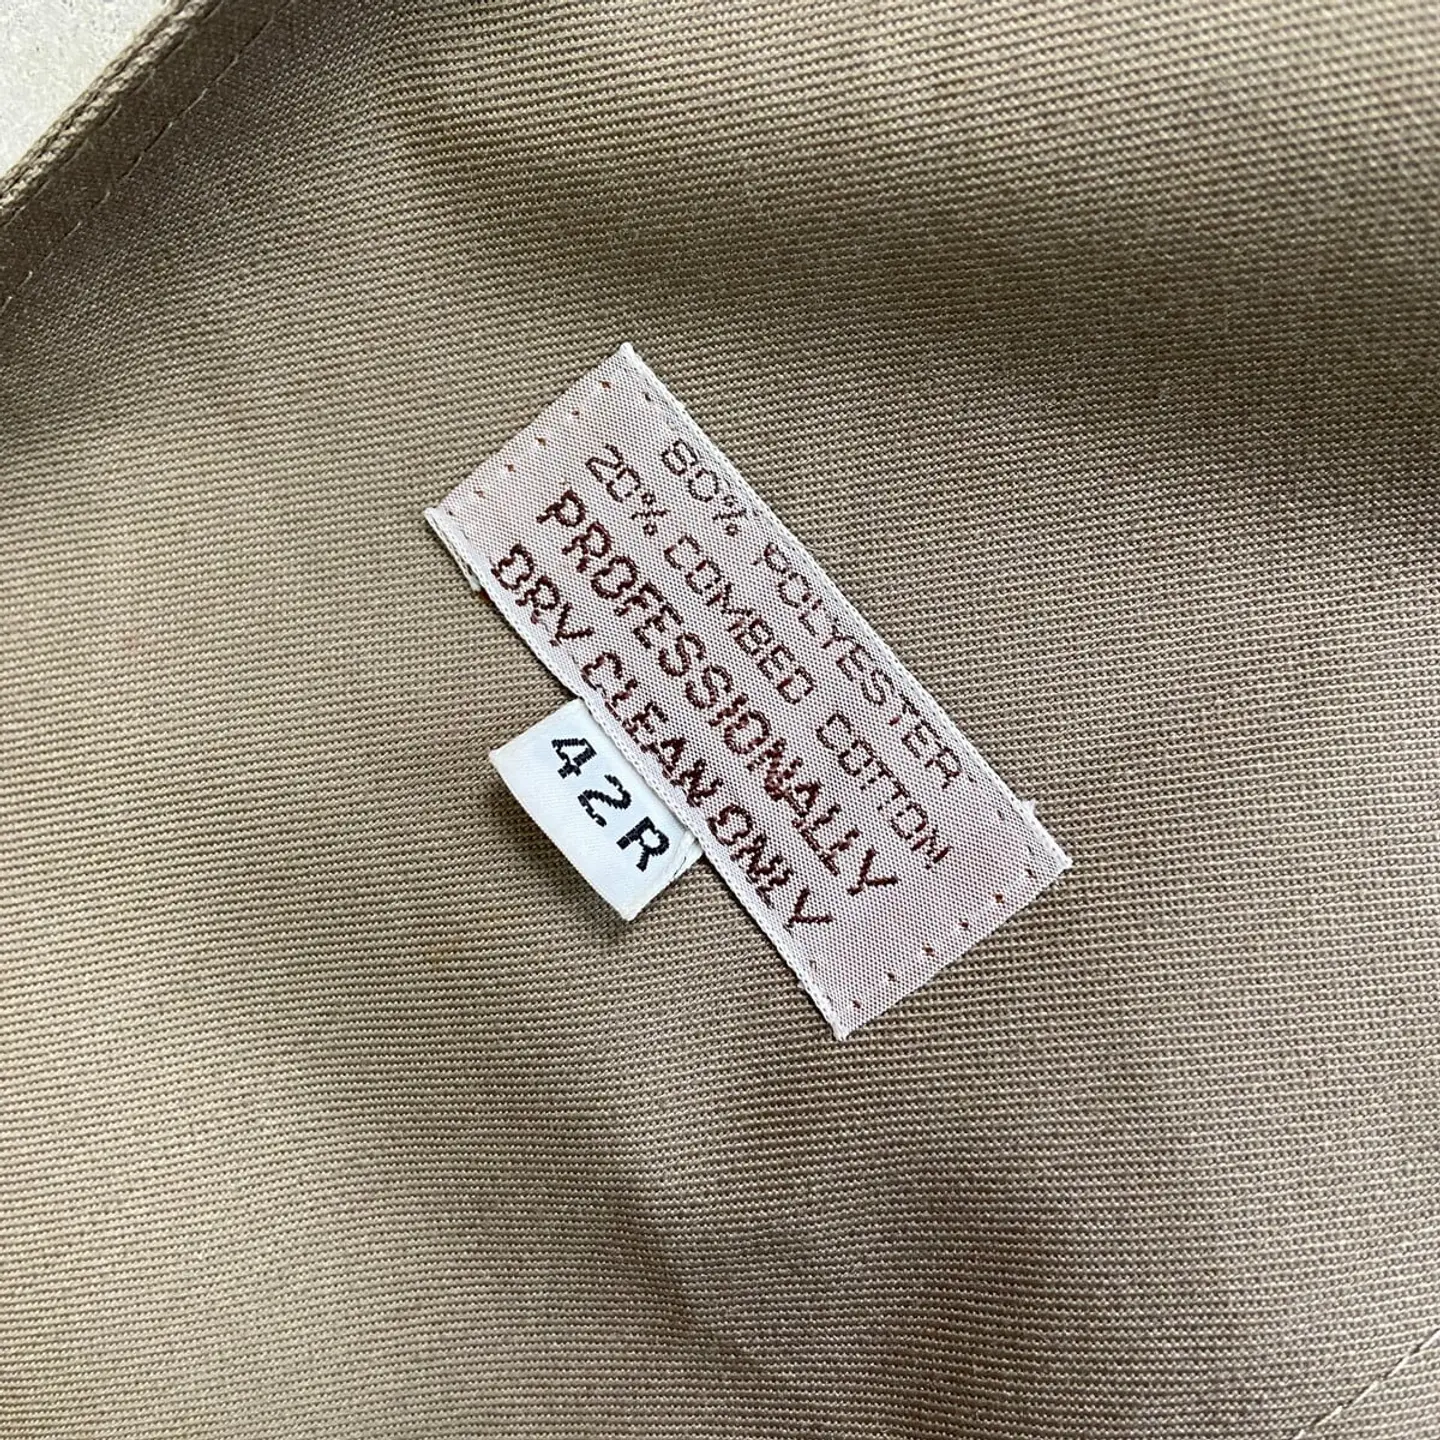 80% POLYESTER
20% COMBED COTTON
PROFESSIONALLY
DRY CLEAN ONLY
42R